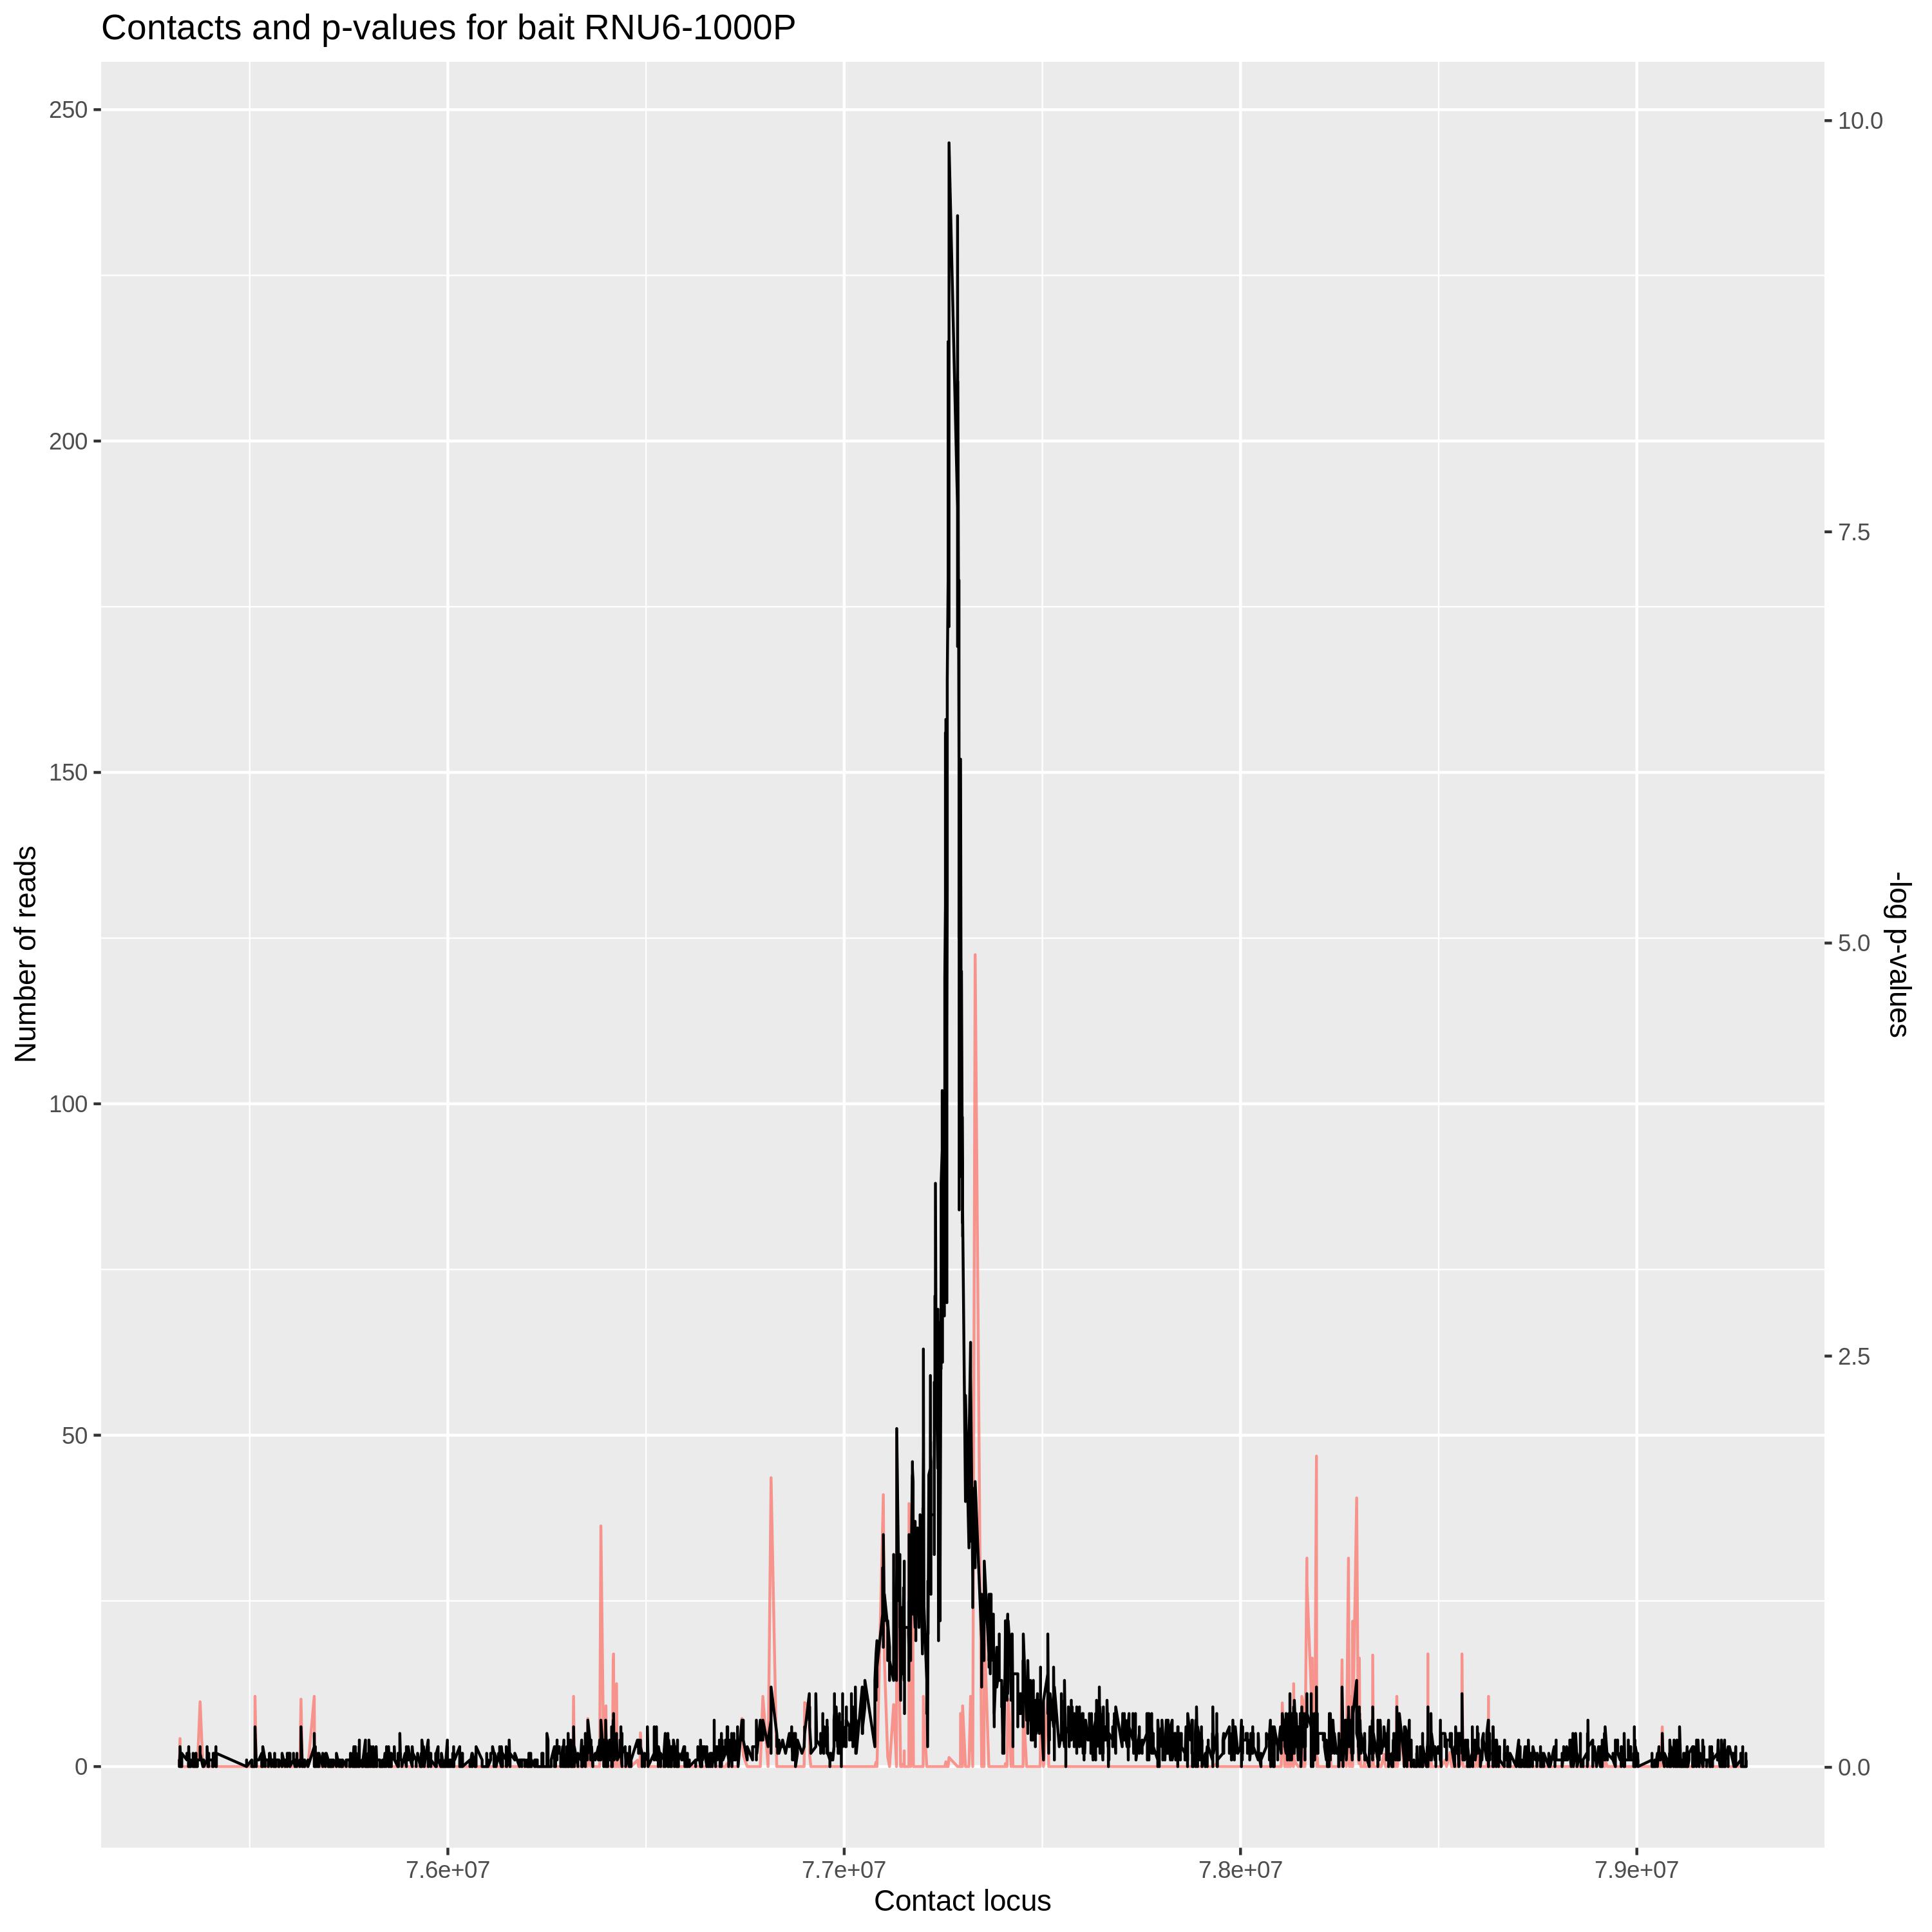 Contacts and p-values for bait RNU6-1000P
250
200
150
100
50
0
Number of reads
10.0
7.5
5.0
2.5
0.0
-log p-values
7.6e+07
7.7e+07
7.8e+07
7.9e+07
Contact locus